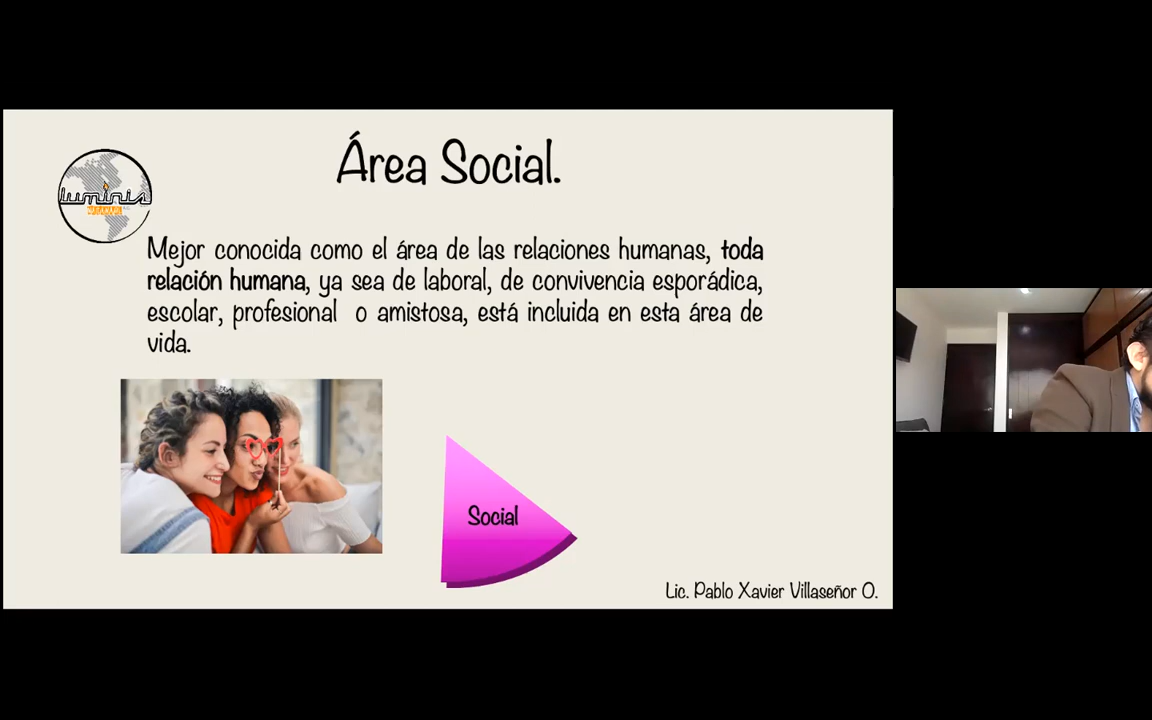 Área Social.
luminis
Mejor conocida como el área de las relaciones humanas, toda
relación humana, ya sea de laboral, de convivencia esporádica,
escolar, profesional o amistosa, está incluida en esta área de
vida.
Social
Lic. Pablo Xavier Villaseñor O.